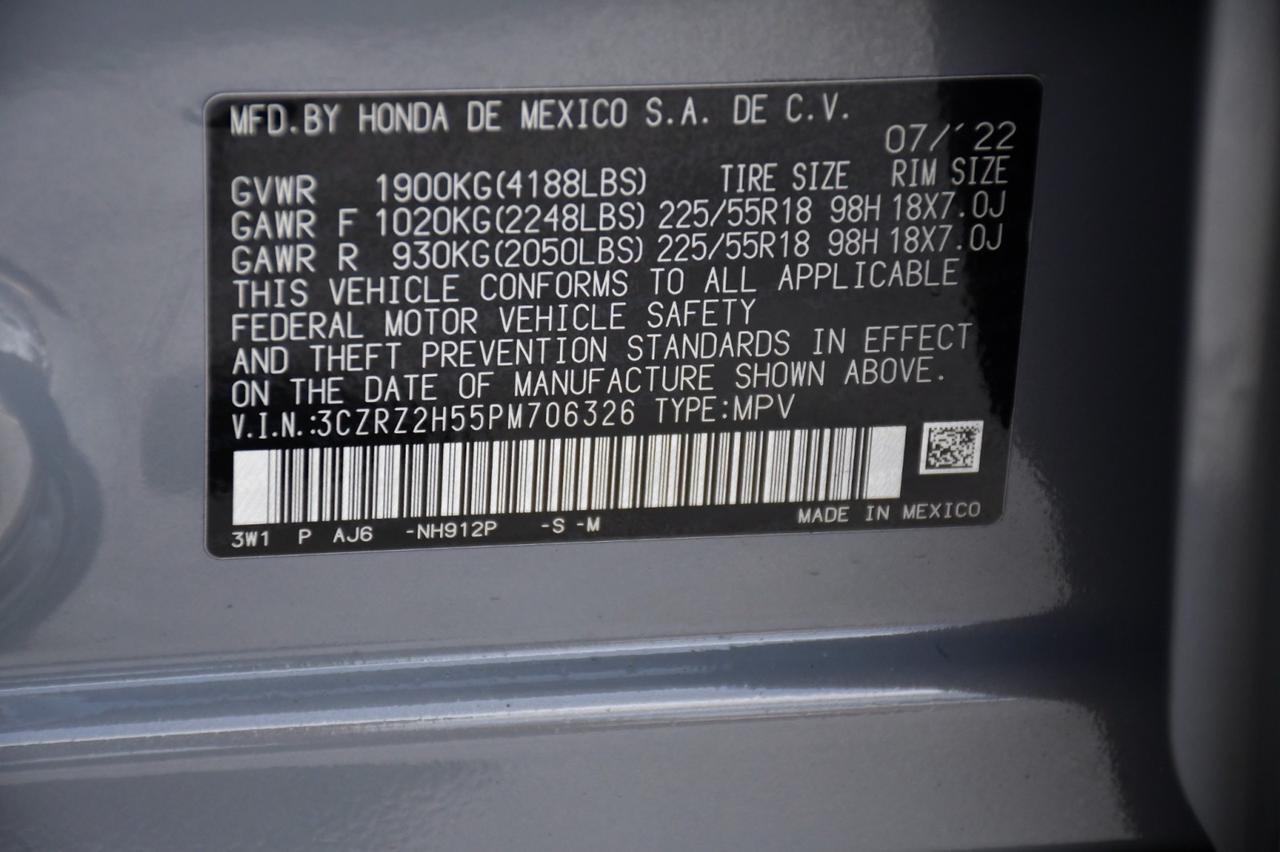 MFD.BY HONDA DE MEXICO S.A. DE C.V.
07/´22
GVWR 1900KG(4188LBS) TIRE SIZE RIM SIZE
GAWR F 1020KG(2248LBS) 225/55R18 98H 18X7.0J
GAWR R 930KG(2050LBS) 225/55R18 98H 18X7.0J
THIS VEHICLE CONFORMS TO ALL APPLICABLE
FEDERAL MOTOR VEHICLE SAFETY
AND THEFT PREVENTION STANDARDS IN EFFECT
ON THE DATE OF MANUFACTURE SHOWN ABOVE.
V.I.N.:3CZRZ2H55PM706326 TYPE:MPV
3W1 P AJ6 -NH912P -S -M MADE IN MEXICO